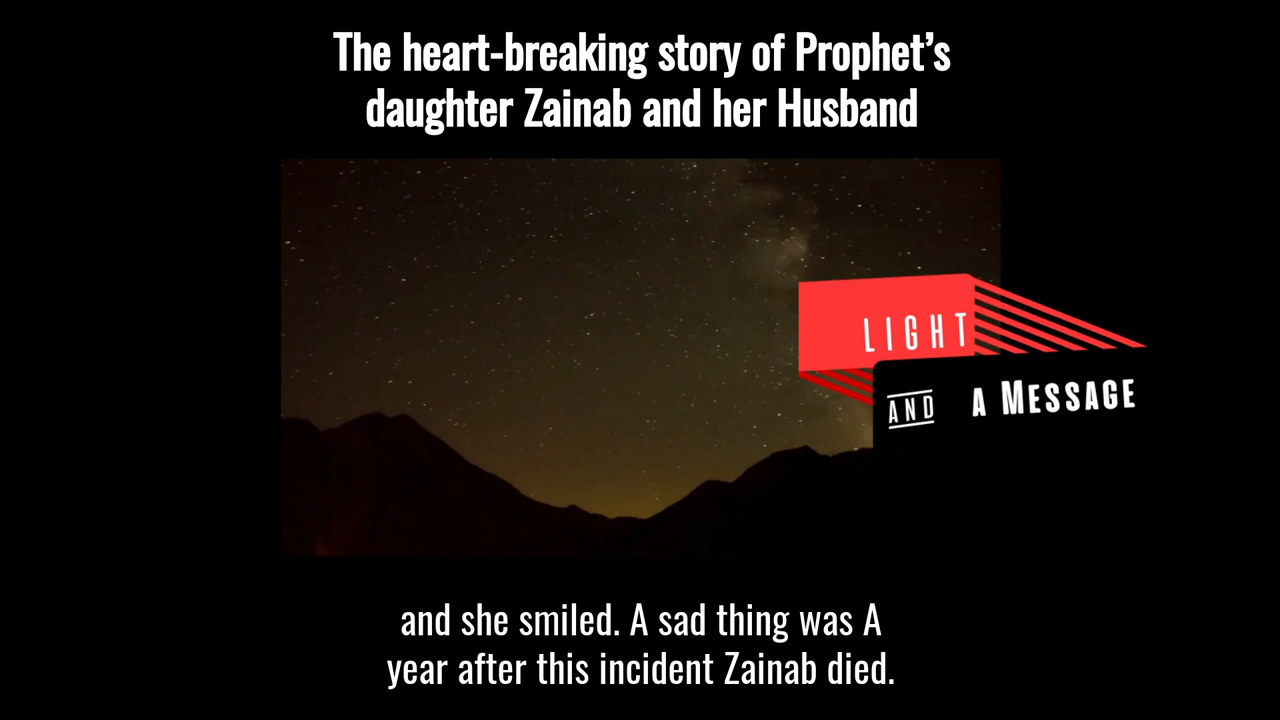 The heart-breaking story of Prophet’s
daughter Zainab and her Husband
LIGHT
AND A MESSAGE
and she smiled. A sad thing was A
year after this incident Zainab died.